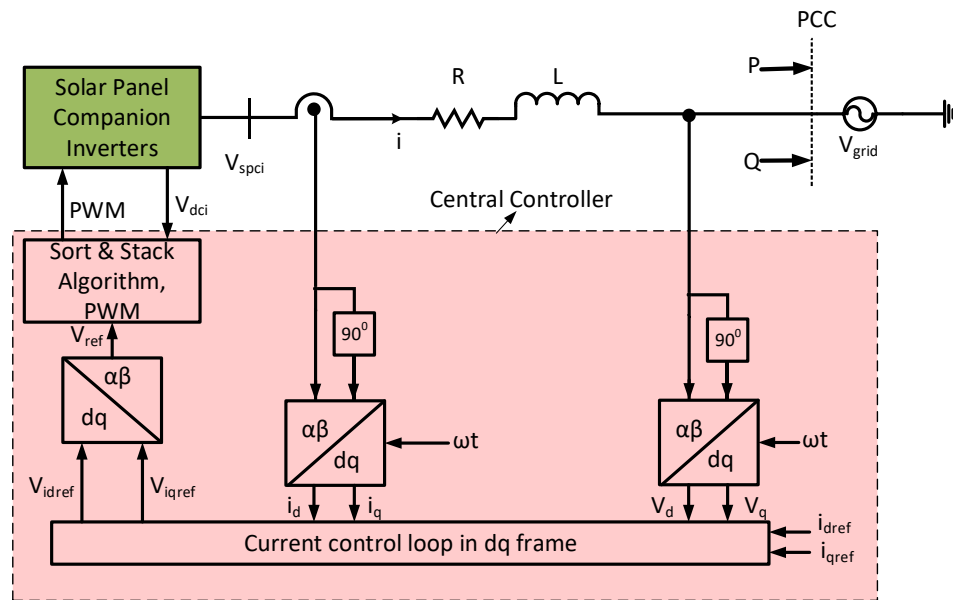 PCC
Solar Panel
Companion
Inverters
R
L
P
i
V_spci
V_grid
Q
PWM
V_dci
Central Controller
Sort & Stack
Algorithm,
PWM
V_ref
90⁰
90⁰
αβ
dq
αβ
dq
ωt
αβ
dq
ωt
V_idref
V_iqref
i_d
i_q
V_d
V_q
i_dref
i_qref
Current control loop in dq frame